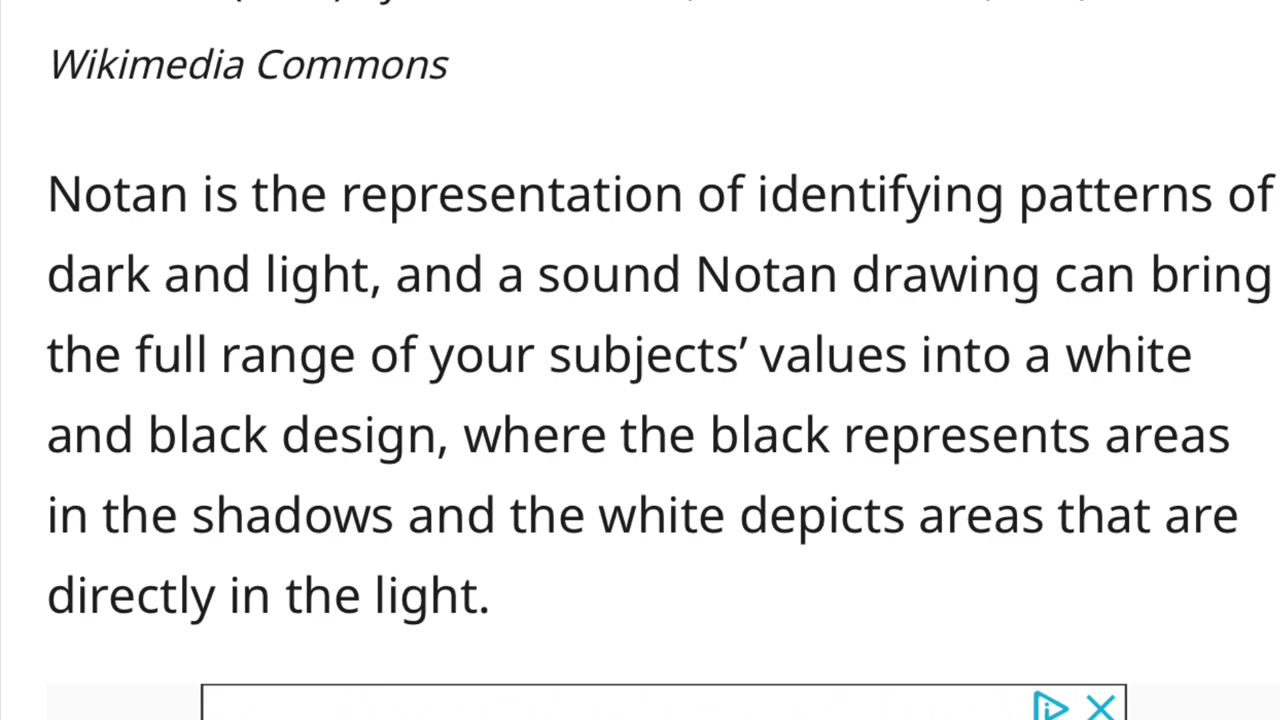 Wikimedia Commons
Notan is the representation of identifying patterns of
dark and light, and a sound Notan drawing can bring
the full range of your subjects’ values into a white
and black design, where the black represents areas
in the shadows and the white depicts areas that are
directly in the light.